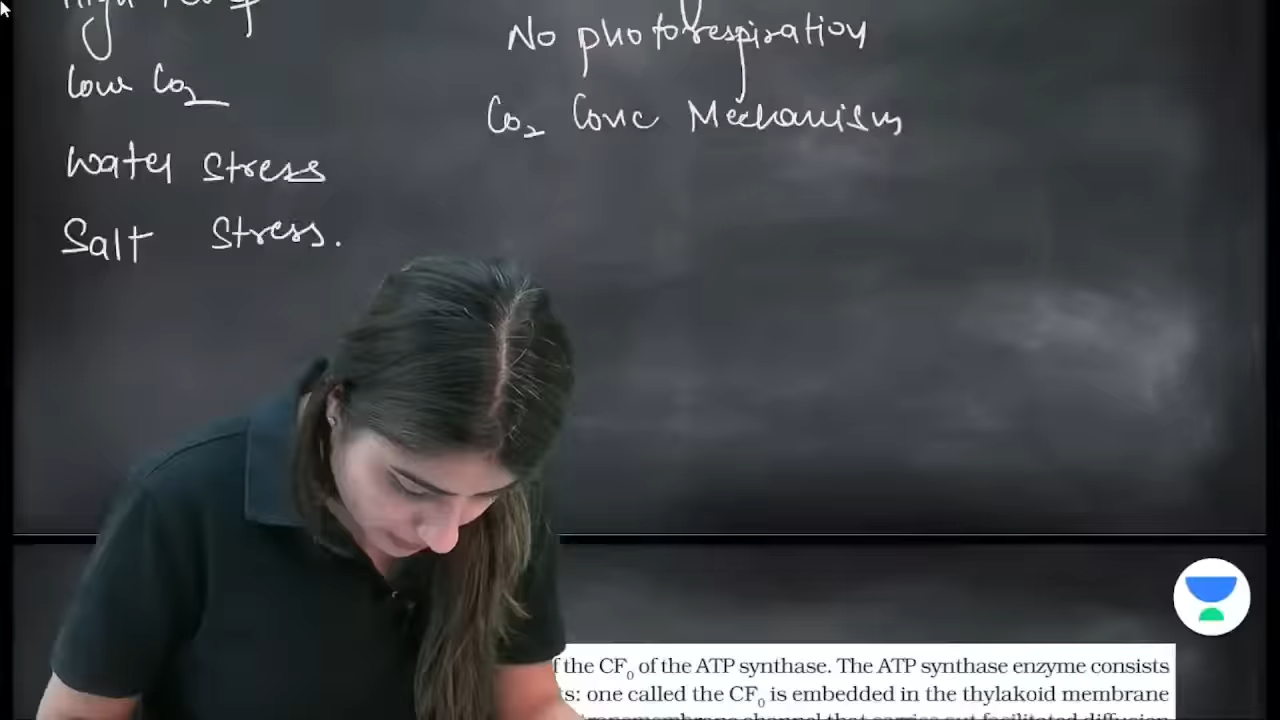 No photorespiration
Low CO2
CO2 Conc Mechanism
Water Stress
Salt Stress.
f the CF0 of the ATP synthase. The ATP synthase enzyme consists
s: one called the CF0 is embedded in the thylakoid membrane